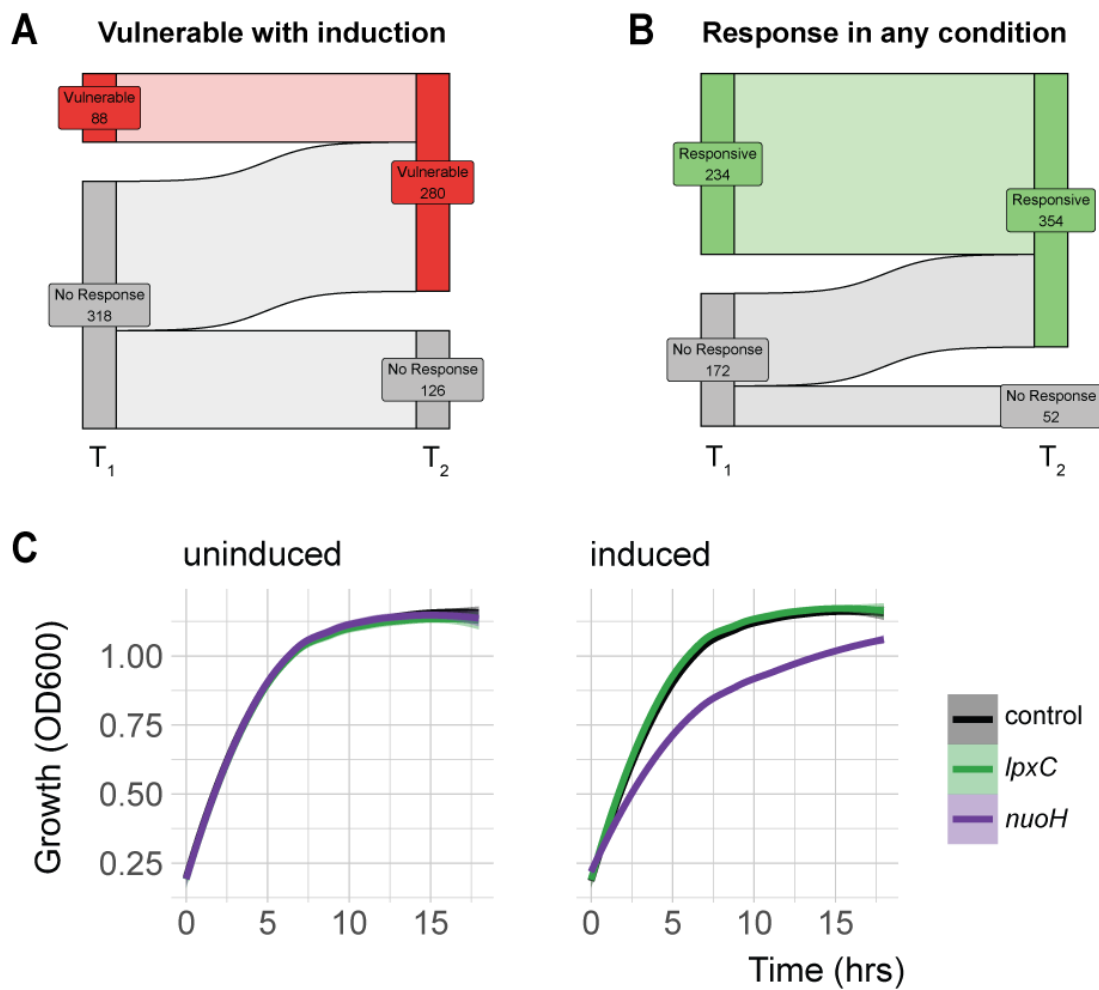 A
Vulnerable with induction
Vulnerable
88
Vulnerable
280
No Response
318
No Response
126
T1
T2
B
Response in any condition
Responsive
234
Responsive
354
No Response
172
No Response
52
T1
T2
C
uninduced
induced
Growth (OD600)
1.00
0.75
0.50
0.25
0
5
10
15
0
5
10
15
Time (hrs)
control
lpxC
nuoH